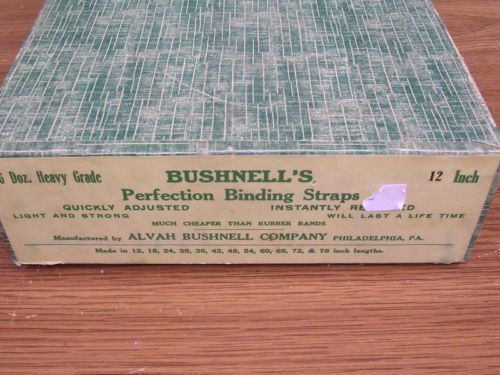 Doz. Heavy Grade BUSHNELL'S 12 Inch
Perfection Binding Straps
QUICKLY ADJUSTED INSTANTLY
LIGHT AND STRONG WILL LAST A LIFE TIME
MUCH CHEAPER THAN RUBBER BANDS
Manufactured by ALVAH BUSHNELL COMPANY PHILADELPHIA, PA.
Made in 12, 18, 24, 30, 36, 42, 48, 54, 60, 66, 72, & 78 inch lengths.